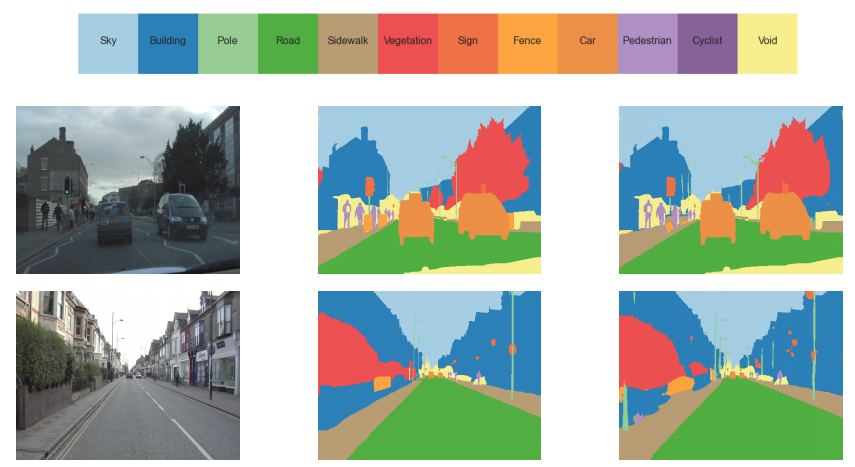 Sky Building Pole Road Sidewalk Vegetation Sign Fence Car Pedestrian Cyclist Void